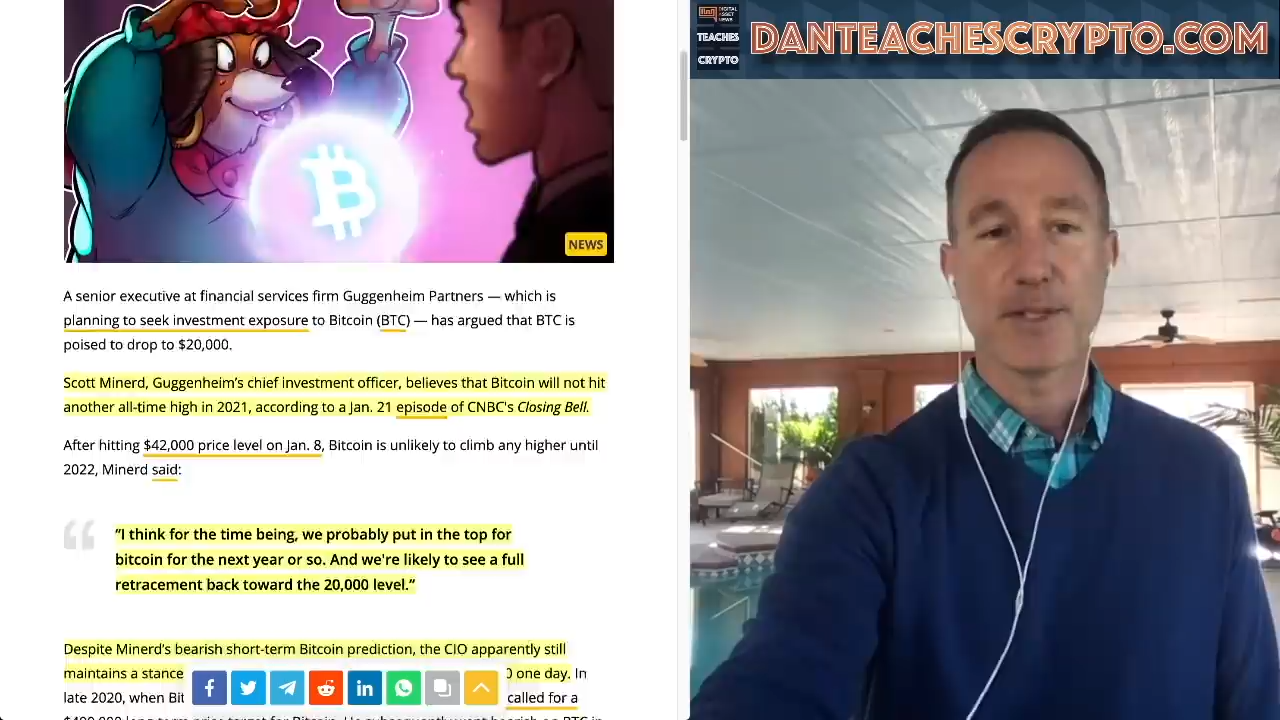 NEWS
A senior executive at financial services firm Guggenheim Partners — which is
planning to seek investment exposure to Bitcoin (BTC) — has argued that BTC is
poised to drop to $20,000.
Scott Minerd, Guggenheim's chief investment officer, believes that Bitcoin will not hit
another all-time high in 2021, according to a Jan. 21 episode of CNBC's Closing Bell.
After hitting $42,000 price level on Jan. 8, Bitcoin is unlikely to climb any higher until
2022, Minerd said:
“I think for the time being, we probably put in the top for
bitcoin for the next year or so. And we're likely to see a full
retracement back toward the 20,000 level.”
Despite Minerd's bearish short-term Bitcoin prediction, the CIO apparently still
maintains a stance 0 one day. In
late 2020, when Bit called for a
DIGITAL
ASSET
NEWS
TEACHES
CRYPTO
DANTEACHESCRYPTO.COM